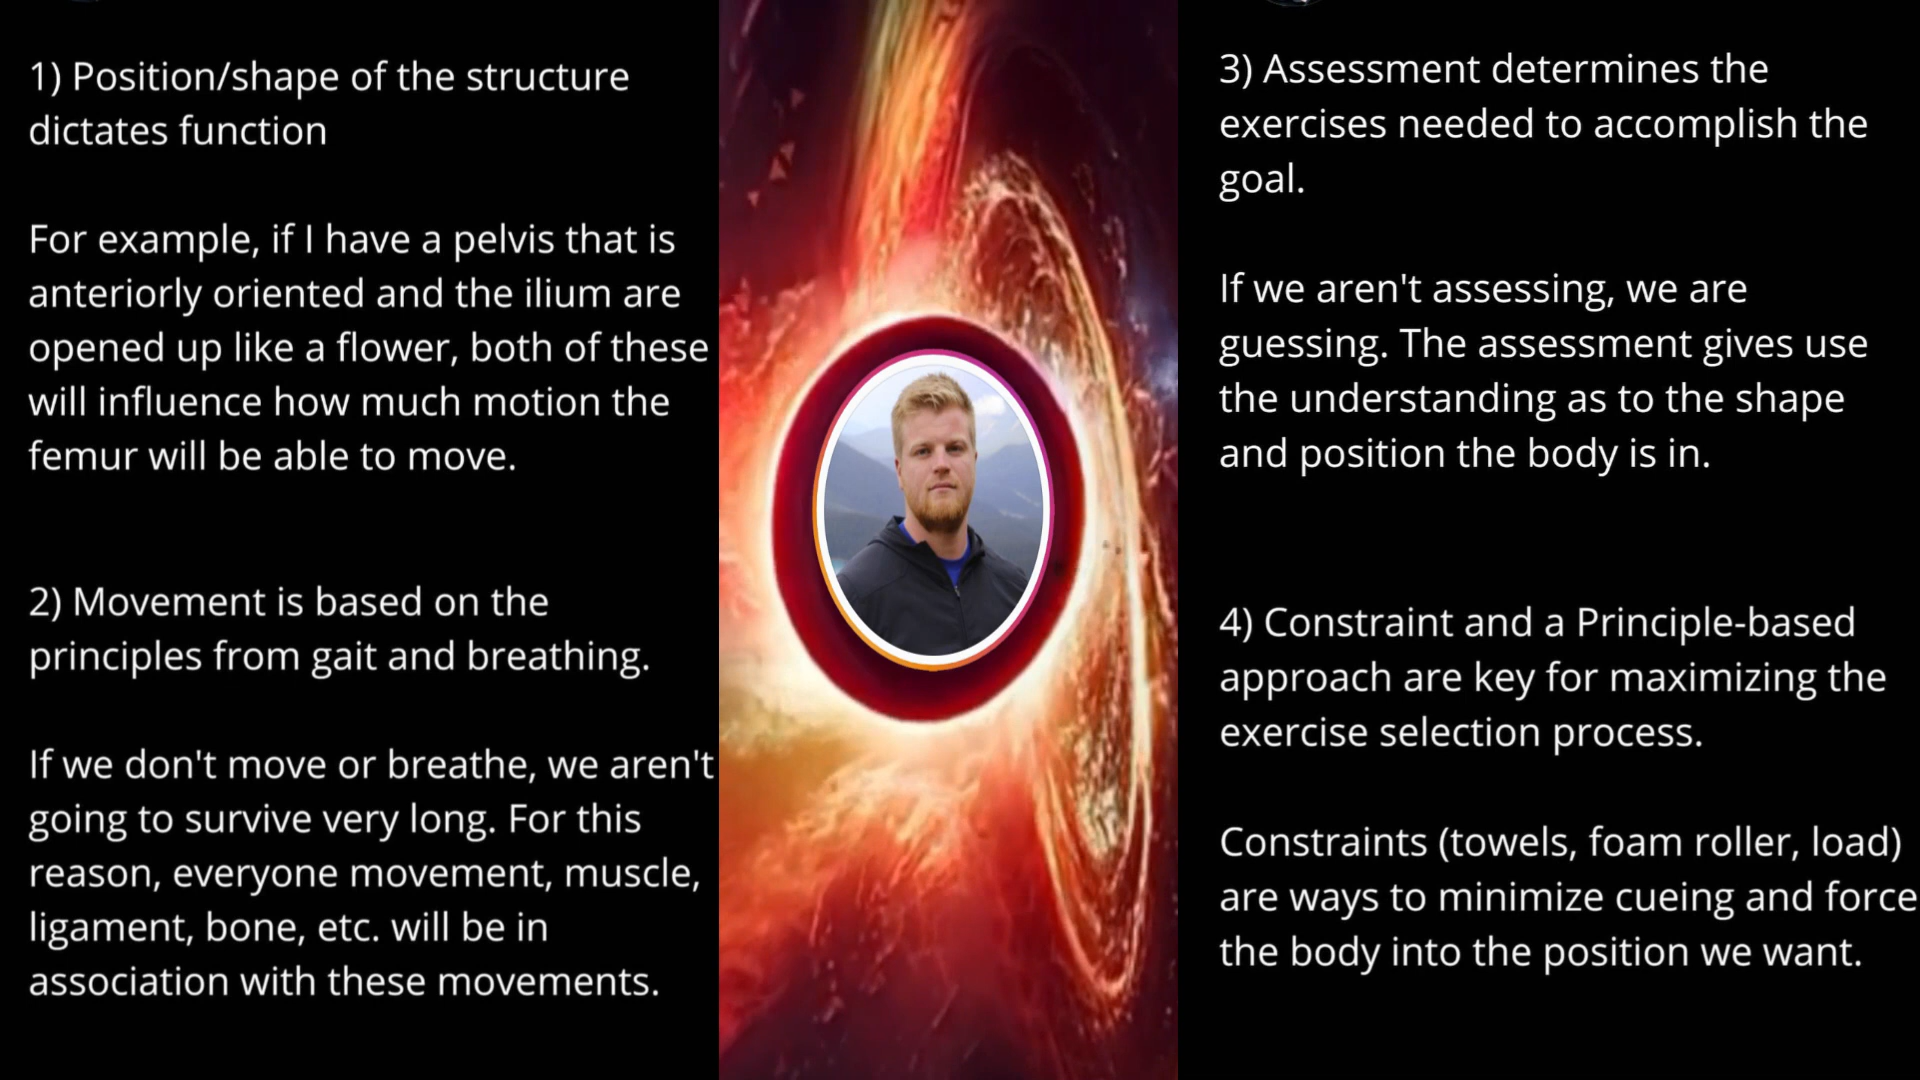 1) Position/shape of the structure
dictates function
For example, if I have a pelvis that is
anteriorly oriented and the ilium are
opened up like a flower, both of these
will influence how much motion the
femur will be able to move.
2) Movement is based on the
principles from gait and breathing.
If we don't move or breathe, we aren't
going to survive very long. For this
reason, everyone movement, muscle,
ligament, bone, etc. will be in
association with these movements.
3) Assessment determines the
exercises needed to accomplish the
goal.
If we aren't assessing, we are
guessing. The assessment gives use
the understanding as to the shape
and position the body is in.
4) Constraint and a Principle-based
approach are key for maximizing the
exercise selection process.
Constraints (towels, foam roller, load)
are ways to minimize cueing and force
the body into the position we want.